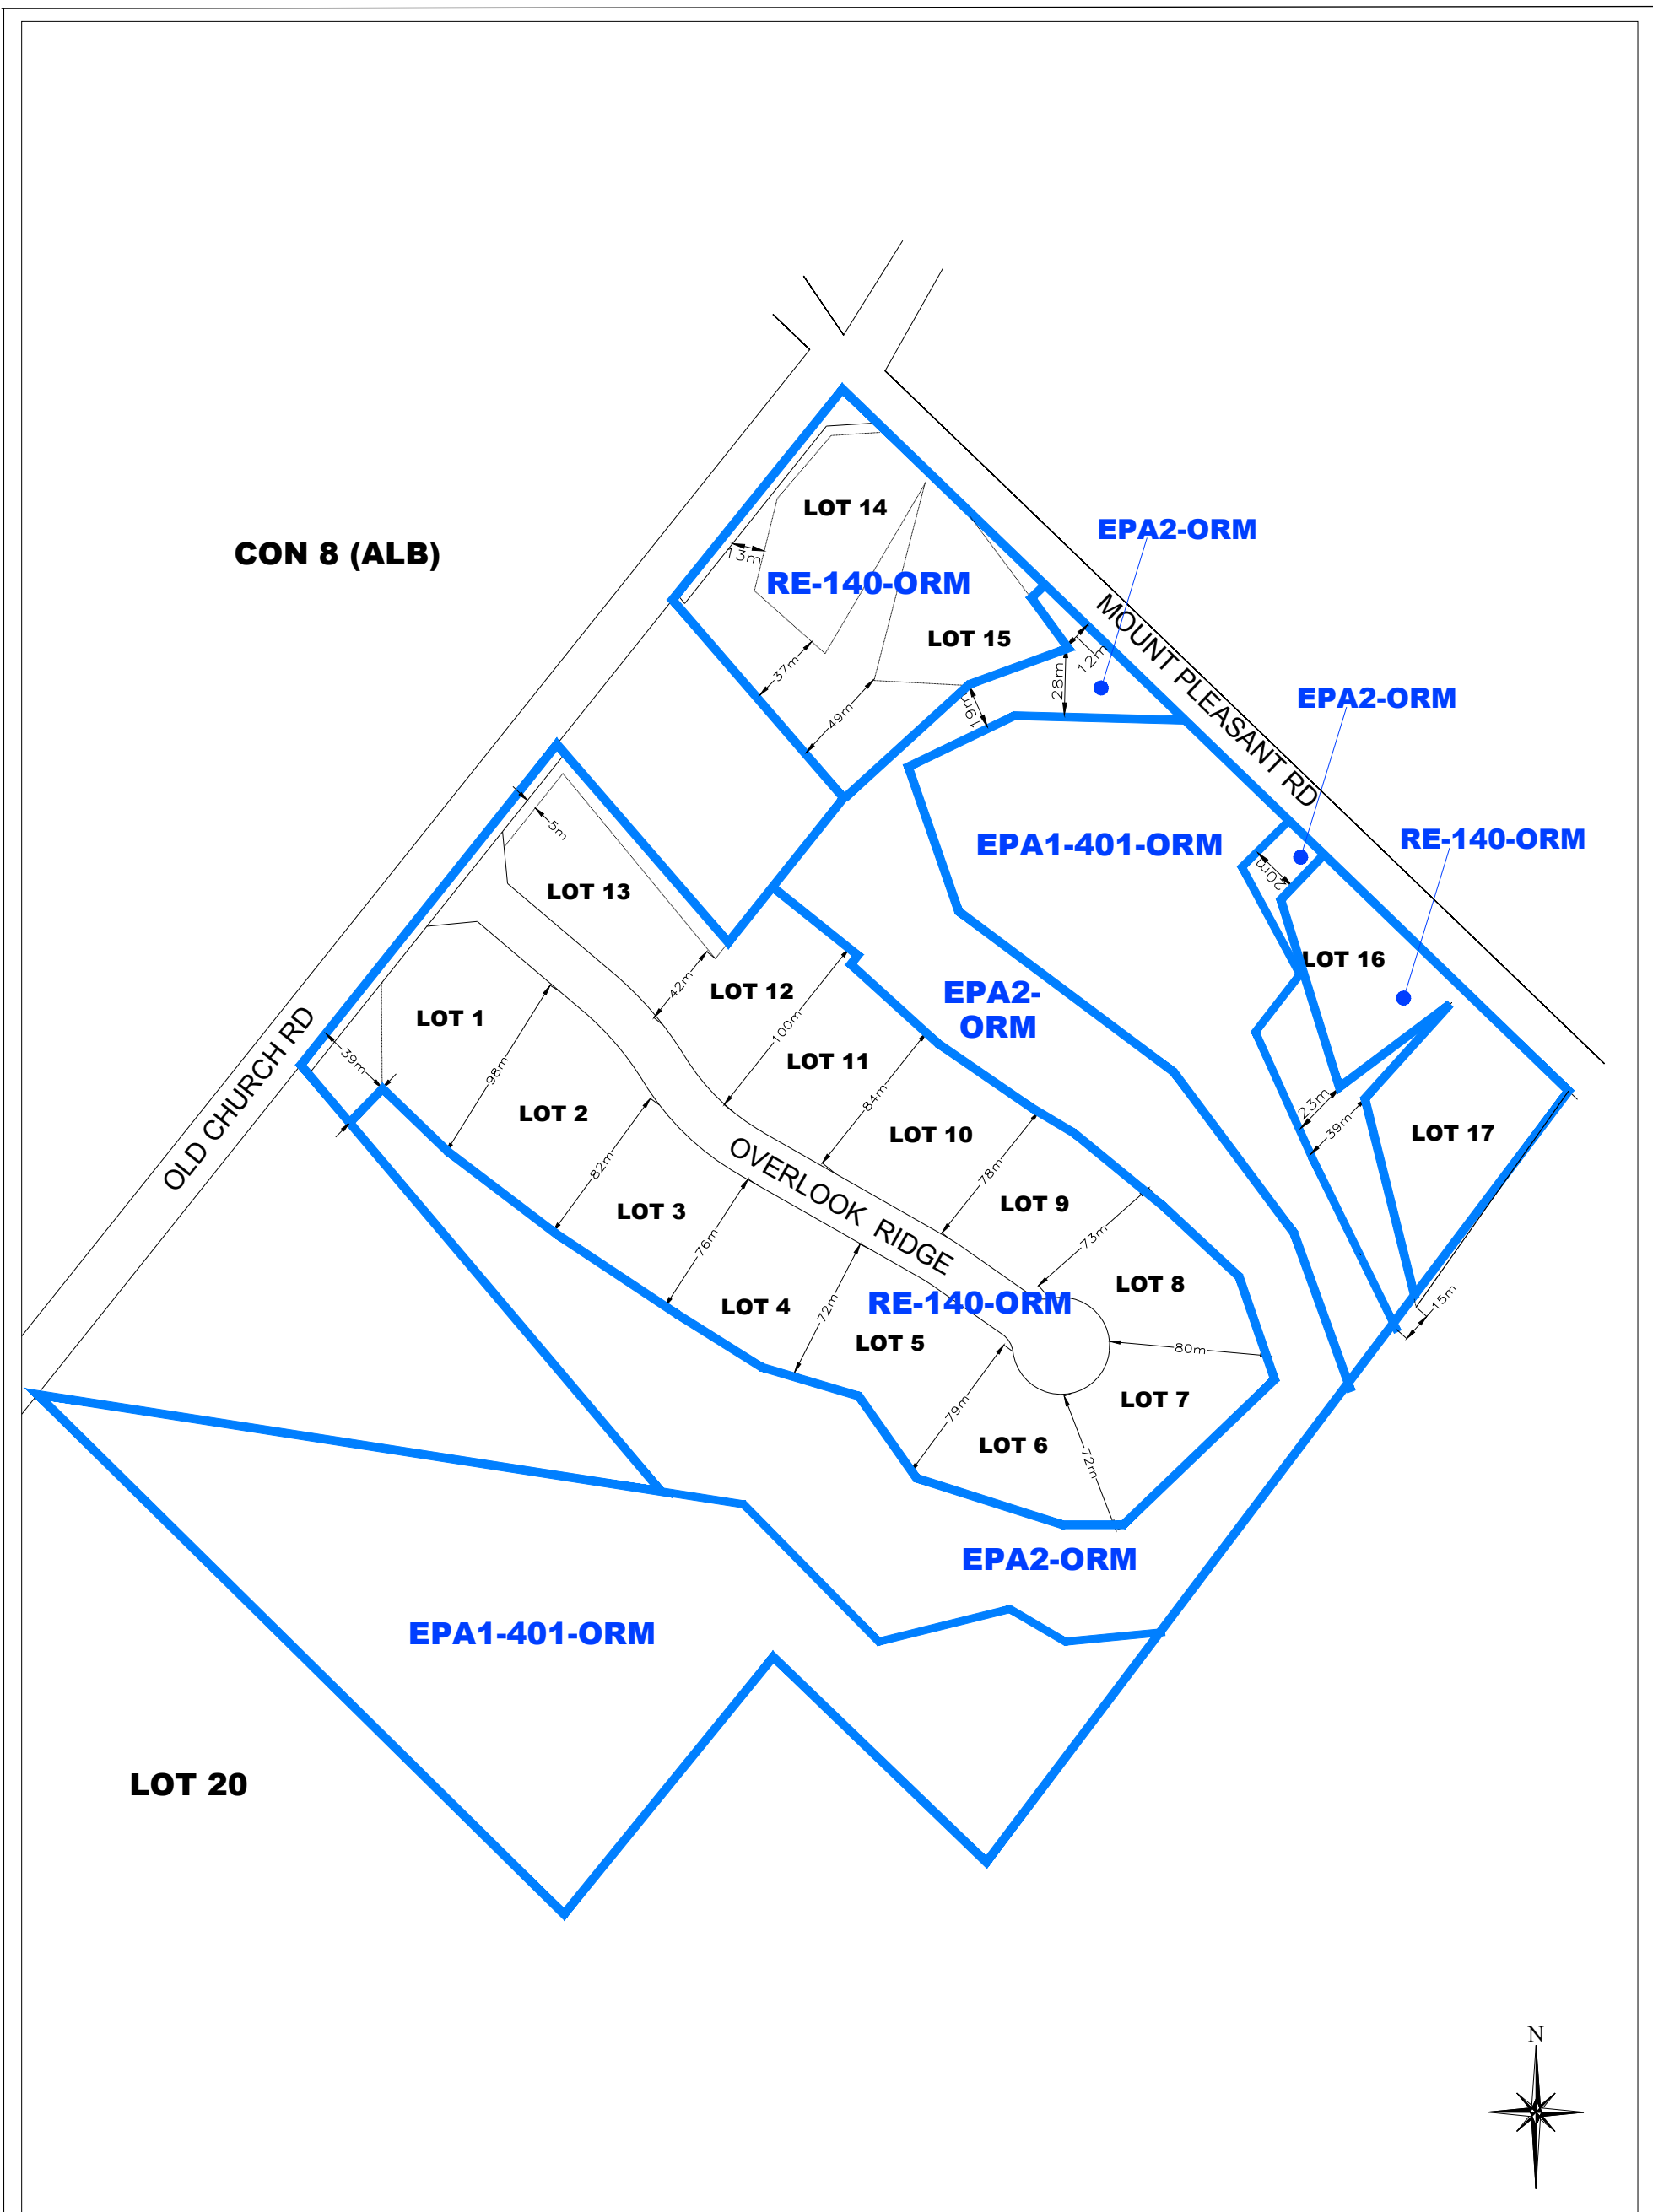 LOT 14
EPA2-ORM
CON 8 (ALB)
13m
RE-140-ORM
MOUNT PLEASANT RD
LOT 15
12m
37m
28m
EPA2-ORM
49m
19m
5m
EPA1-401-ORM
RE-140-ORM
20m
LOT 13
LOT 16
42m
LOT 12
EPA2-
ORM
LOT 1
100m
OLD CHURCH RD
39m
98m
LOT 11
84m
LOT 2
23m
39m
LOT 17
LOT 10
82m
OVERLOOK RIDGE
78m
LOT 3
LOT 9
76m
73m
LOT 8
LOT 4
72m
RE-140-ORM
15m
LOT 5
80m
79m
LOT 7
LOT 6
72m
EPA2-ORM
EPA1-401-ORM
LOT 20
N